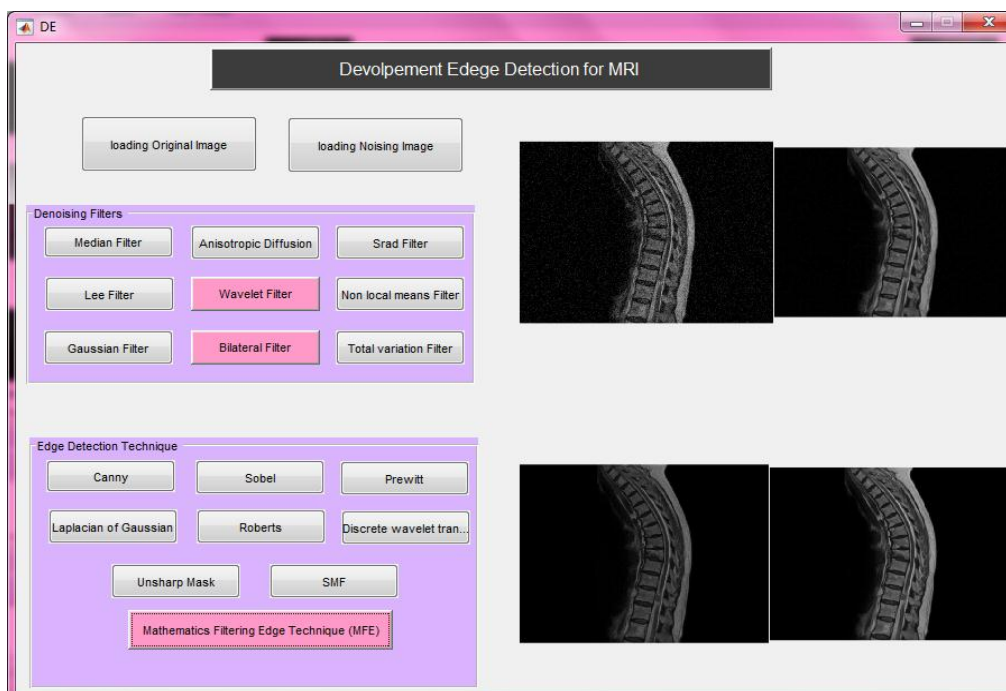 DE
Devolpement Edege Detection for MRI
loading Original Image
loading Noising Image
Denoising Filters
Median Filter
Anisotropic Diffusion
Srad Filter
Lee Filter
Wavelet Filter
Non local means Filter
Gaussian Filter
Bilateral Filter
Total variation Filter
Edge Detection Technique
Canny
Sobel
Prewitt
Laplacian of Gaussian
Roberts
Discrete wavelet tran...
Unsharp Mask
SMF
Mathematics Filtering Edge Technique (MFE)